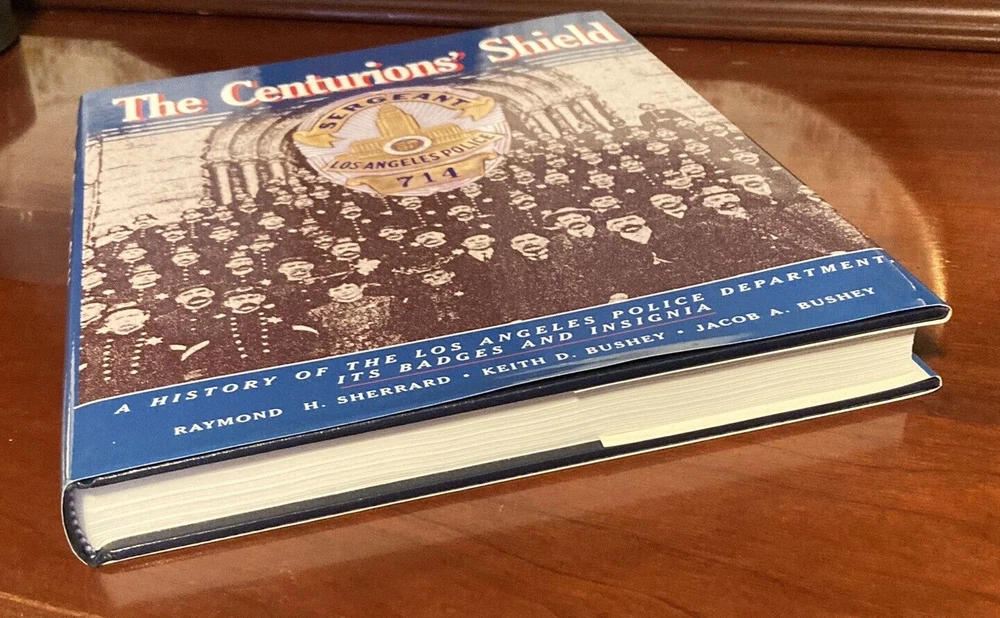 The Centurions' Shield
SERGEANT
LOS ANGELES POLICE
714
A HISTORY OF THE LOS ANGELES POLICE DEPARTMENT,
ITS BADGES AND INSIGNIA
RAYMOND H. SHERRARD • KEITH D. BUSHEY • JACOB A. BUSHEY